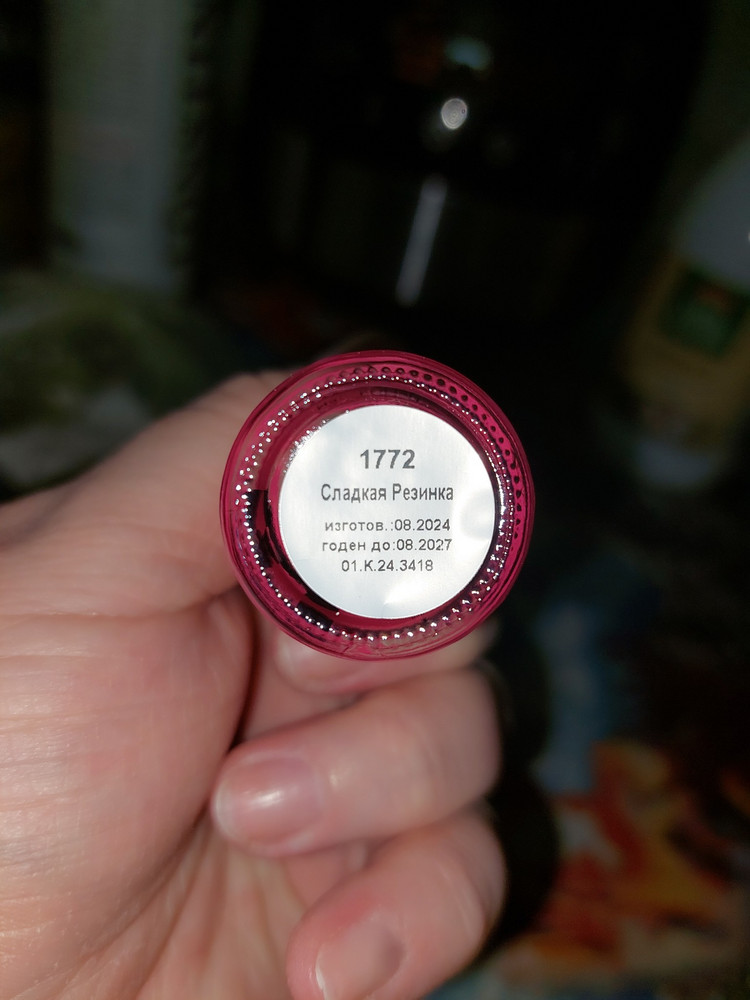 1772
Сладкая Резинка
изготов.:08.2024
годен до:08.2027
01.К.24.3418